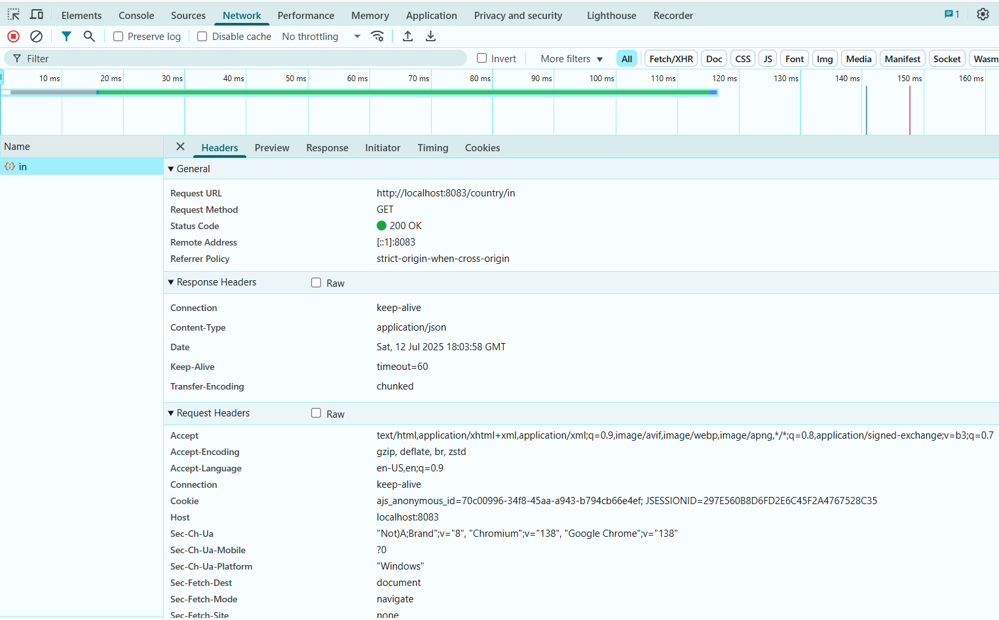 Elements Console Sources Network Performance Memory Application Privacy and security Lighthouse Recorder 1
Preserve log Disable cache No throttling
Filter Invert More filters All Fetch/XHR Doc CSS JS Font Img Media Manifest Socket Wasm
10 ms 20 ms 30 ms 40 ms 50 ms 60 ms 70 ms 80 ms 90 ms 100 ms 110 ms 120 ms 130 ms 140 ms 150 ms 160 ms
Name
in
Headers Preview Response Initiator Timing Cookies
General
Request URL http://localhost:8083/country/in
Request Method GET
Status Code 200 OK
Remote Address [::1]:8083
Referrer Policy strict-origin-when-cross-origin
Response Headers Raw
Connection keep-alive
Content-Type application/json
Date Sat, 12 Jul 2025 18:03:58 GMT
Keep-Alive timeout=60
Transfer-Encoding chunked
Request Headers Raw
Accept text/html,application/xhtml+xml,application/xml;q=0.9,image/avif,image/webp,image/apng,*/*;q=0.8,application/signed-exchange;v=b3;q=0.7
Accept-Encoding gzip, deflate, br, zstd
Accept-Language en-US,en;q=0.9
Connection keep-alive
Cookie ajs_anonymous_id=70c00996-34f8-45aa-a943-b794cb66e4ef; JSESSIONID=297E560B8D6FD2E6C45F2A4767528C35
Host localhost:8083
Sec-Ch-Ua "Not)A;Brand";v="8", "Chromium";v="138", "Google Chrome";v="138"
Sec-Ch-Ua-Mobile ?0
Sec-Ch-Ua-Platform "Windows"
Sec-Fetch-Dest document
Sec-Fetch-Mode navigate
Sec-Fetch-Site none